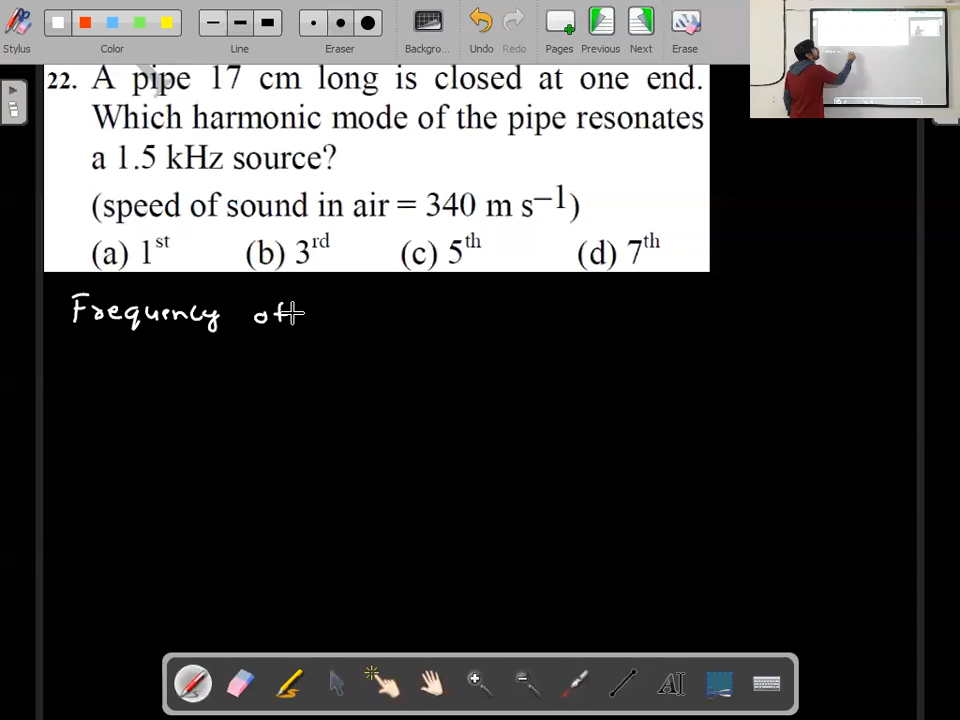 Stylus
Color
Line
Eraser
Backgro...
Undo
Redo
Pages
Previous
Next
Erase
22. A pipe 17 cm long is closed at one end.
Which harmonic mode of the pipe resonates
a 1.5 kHz source?
(speed of sound in air = 340 m s⁻¹)
(a) 1ˢᵗ (b) 3ʳᵈ (c) 5ᵗʰ (d) 7ᵗʰ
Frequency of